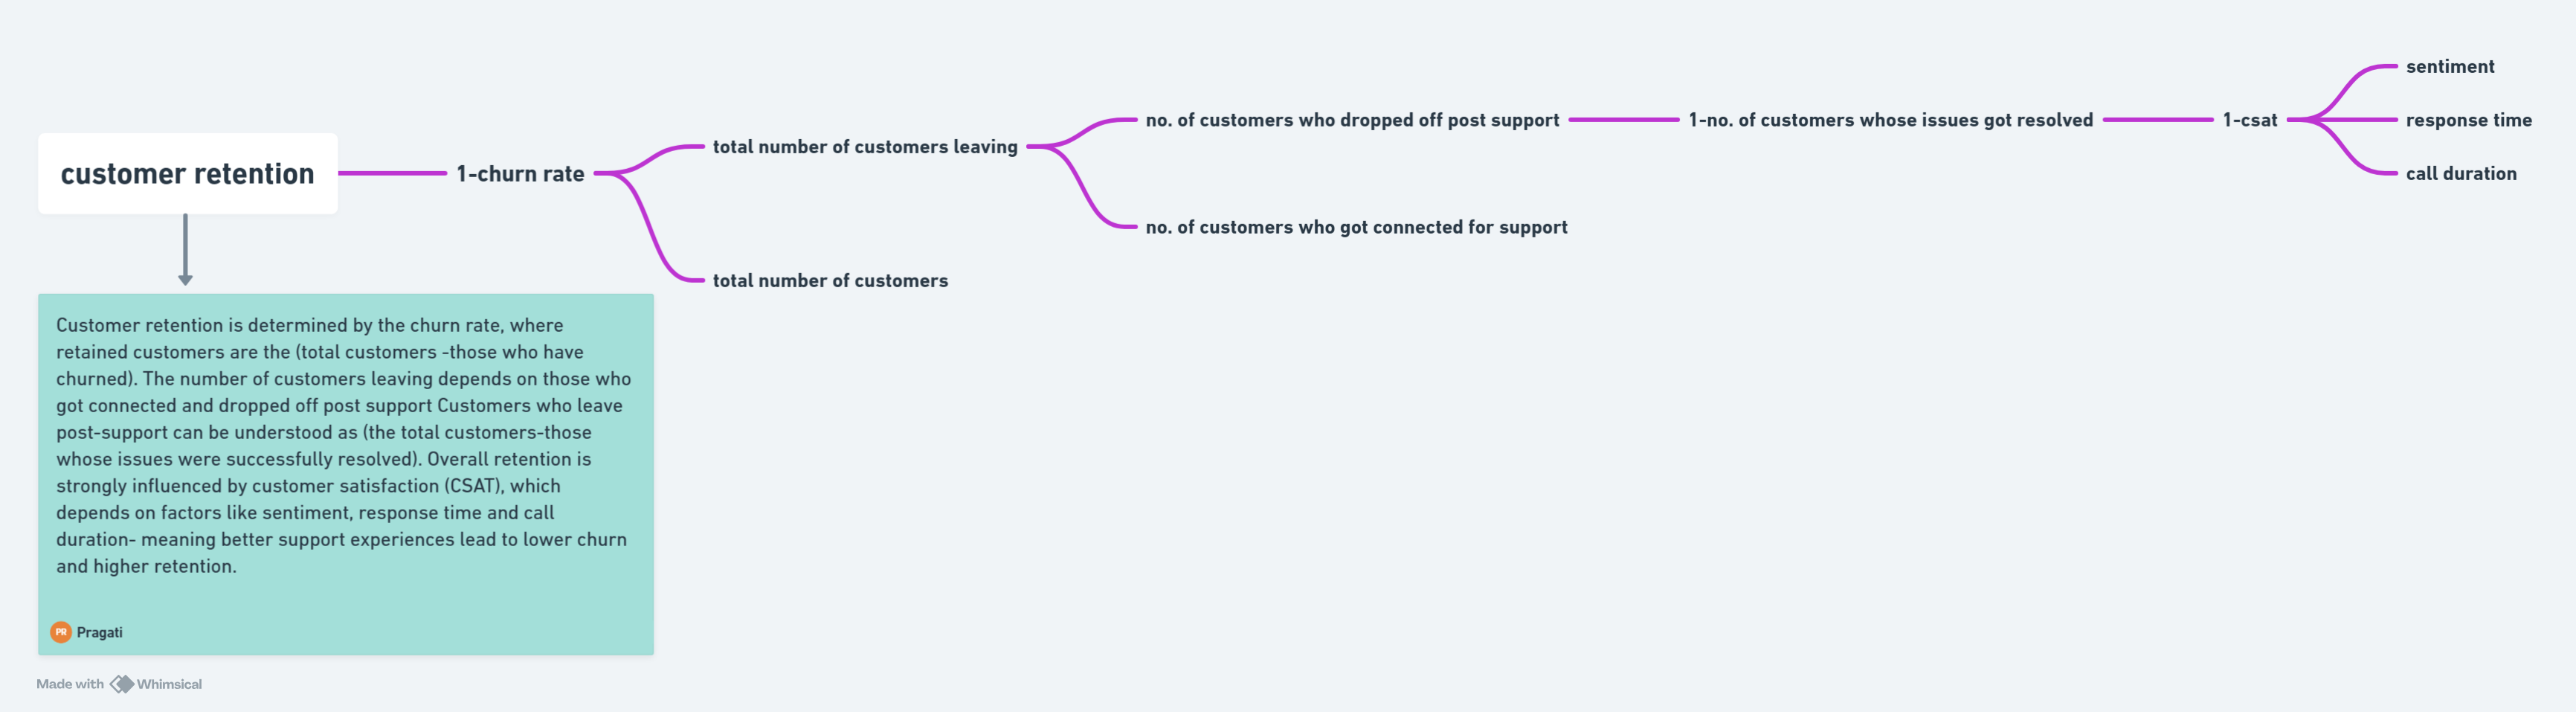 customer retention
1-churn rate
total number of customers leaving
total number of customers
no. of customers who dropped off post support
no. of customers who got connected for support
1-no. of customers whose issues got resolved
1-csat
sentiment
response time
call duration
Customer retention is determined by the churn rate, where
retained customers are the (total customers -those who have
churned). The number of customers leaving depends on those who
got connected and dropped off post support Customers who leave
post-support can be understood as (the total customers-those
whose issues were successfully resolved). Overall retention is
strongly influenced by customer satisfaction (CSAT), which
depends on factors like sentiment, response time and call
duration- meaning better support experiences lead to lower churn
and higher retention.
PR Pragati
Made with Whimsical